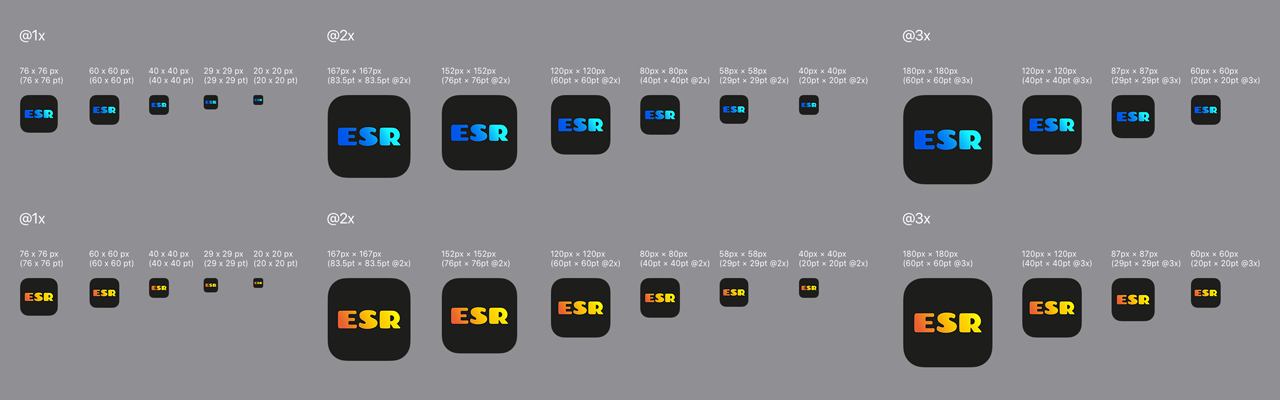 @1x @2x @3x
76 x 76 px 60 x 60 px 40 x 40 px 29 x 29 px 20 x 20 px 167px × 167px 152px × 152px 120px × 120px 80px × 80px 58px × 58px 40px × 40px 180px × 180px 120px × 120px 87px × 87px 60px × 60px
(76 x 76 pt) (60 x 60 pt) (40 x 40 pt) (29 x 29 pt) (20 x 20 pt) (83.5pt × 83.5pt @2x) (76pt × 76pt @2x) (60pt × 60pt @2x) (40pt × 40pt @2x) (29pt × 29pt @2x) (20pt × 20pt @2x) (60pt × 60pt @3x) (40pt × 40pt @3x) (29pt × 29pt @3x) (20pt × 20pt @3x)
ESR ESR ESR ESR ESR ESR ESR ESR ESR ESR ESR ESR ESR ESR ESR
@1x @2x @3x
76 x 76 px 60 x 60 px 40 x 40 px 29 x 29 px 20 x 20 px 167px × 167px 152px × 152px 120px × 120px 80px × 80px 58px × 58px 40px × 40px 180px × 180px 120px × 120px 87px × 87px 60px × 60px
(76 x 76 pt) (60 x 60 pt) (40 x 40 pt) (29 x 29 pt) (20 x 20 pt) (83.5pt × 83.5pt @2x) (76pt × 76pt @2x) (60pt × 60pt @2x) (40pt × 40pt @2x) (29pt × 29pt @2x) (20pt × 20pt @2x) (60pt × 60pt @3x) (40pt × 40pt @3x) (29pt × 29pt @3x) (20pt × 20pt @3x)
ESR ESR ESR ESR ESR ESR ESR ESR ESR ESR ESR ESR ESR ESR ESR